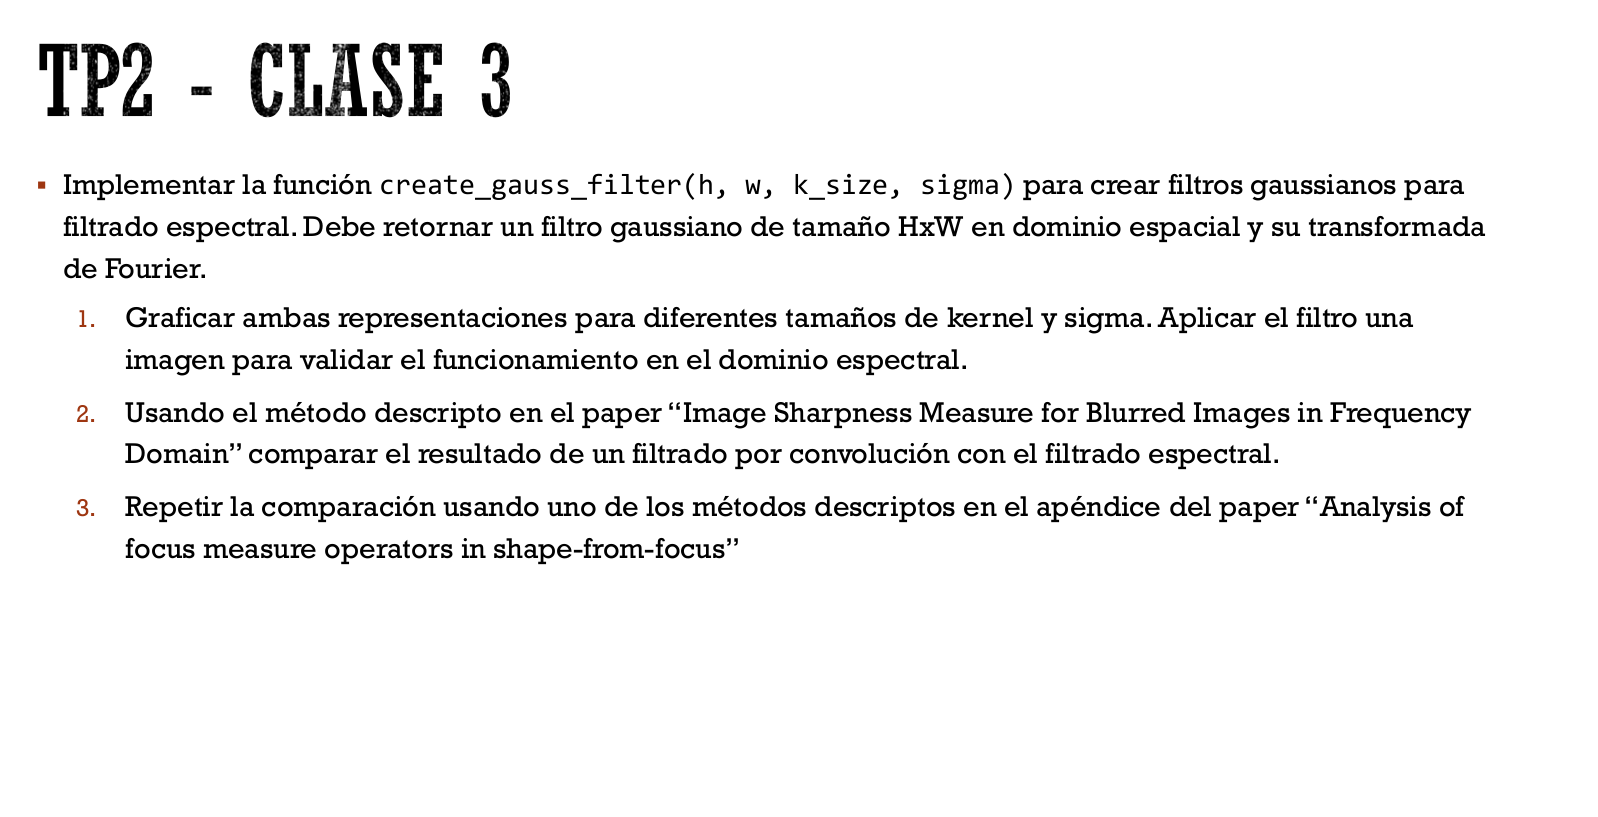 TP2 - CLASE 3
▪ Implementar la función create_gauss_filter(h, w, k_size, sigma) para crear filtros gaussianos para
filtrado espectral. Debe retornar un filtro gaussiano de tamaño HxW en dominio espacial y su transformada
de Fourier.
1. Graficar ambas representaciones para diferentes tamaños de kernel y sigma. Aplicar el filtro una
imagen para validar el funcionamiento en el dominio espectral.
2. Usando el método descripto en el paper “Image Sharpness Measure for Blurred Images in Frequency
Domain” comparar el resultado de un filtrado por convolución con el filtrado espectral.
3. Repetir la comparación usando uno de los métodos descriptos en el apéndice del paper “Analysis of
focus measure operators in shape-from-focus”